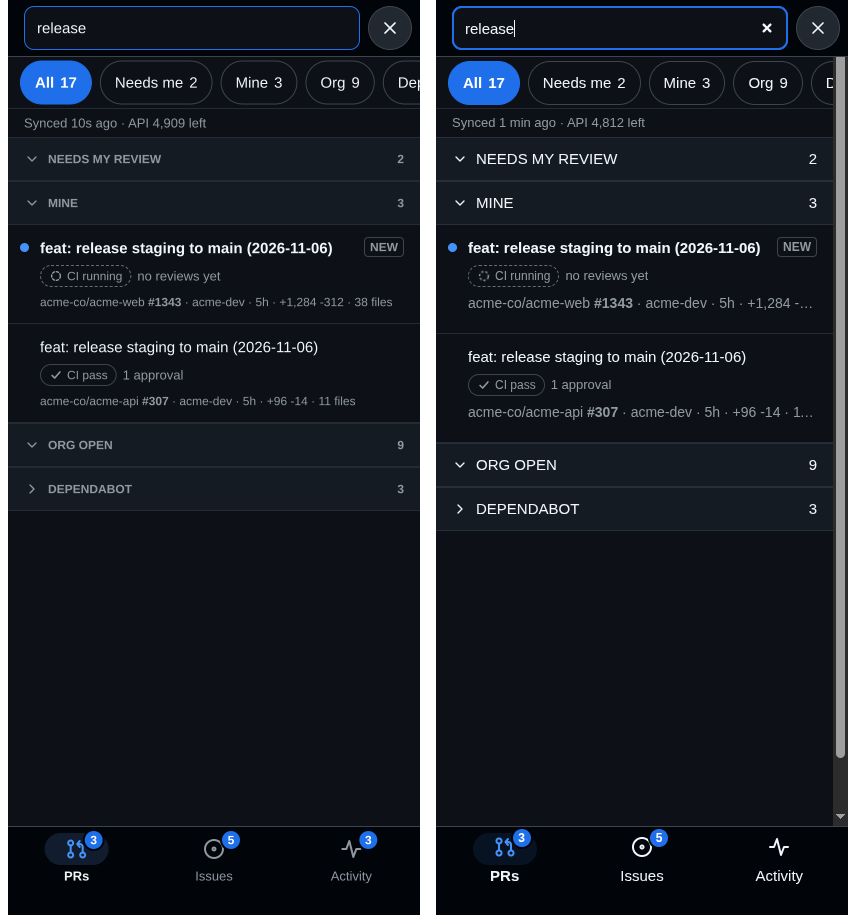 release
All 17 Needs me 2 Mine 3 Org 9 Dep
Synced 10s ago · API 4,909 left
NEEDS MY REVIEW 2
MINE 3
feat: release staging to main (2026-11-06) NEW
CI running no reviews yet
acme-co/acme-web #1343 · acme-dev · 5h · +1,284 -312 · 38 files
feat: release staging to main (2026-11-06)
CI pass 1 approval
acme-co/acme-api #307 · acme-dev · 5h · +96 -14 · 11 files
ORG OPEN 9
DEPENDABOT 3
3 5 3
PRs Issues Activity
release
All 17 Needs me 2 Mine 3 Org 9 D
Synced 1 min ago · API 4,812 left
NEEDS MY REVIEW 2
MINE 3
feat: release staging to main (2026-11-06) NEW
CI running no reviews yet
acme-co/acme-web #1343 · acme-dev · 5h · +1,284 -…
feat: release staging to main (2026-11-06)
CI pass 1 approval
acme-co/acme-api #307 · acme-dev · 5h · +96 -14 · 1…
ORG OPEN 9
DEPENDABOT 3
3 5
PRs Issues Activity